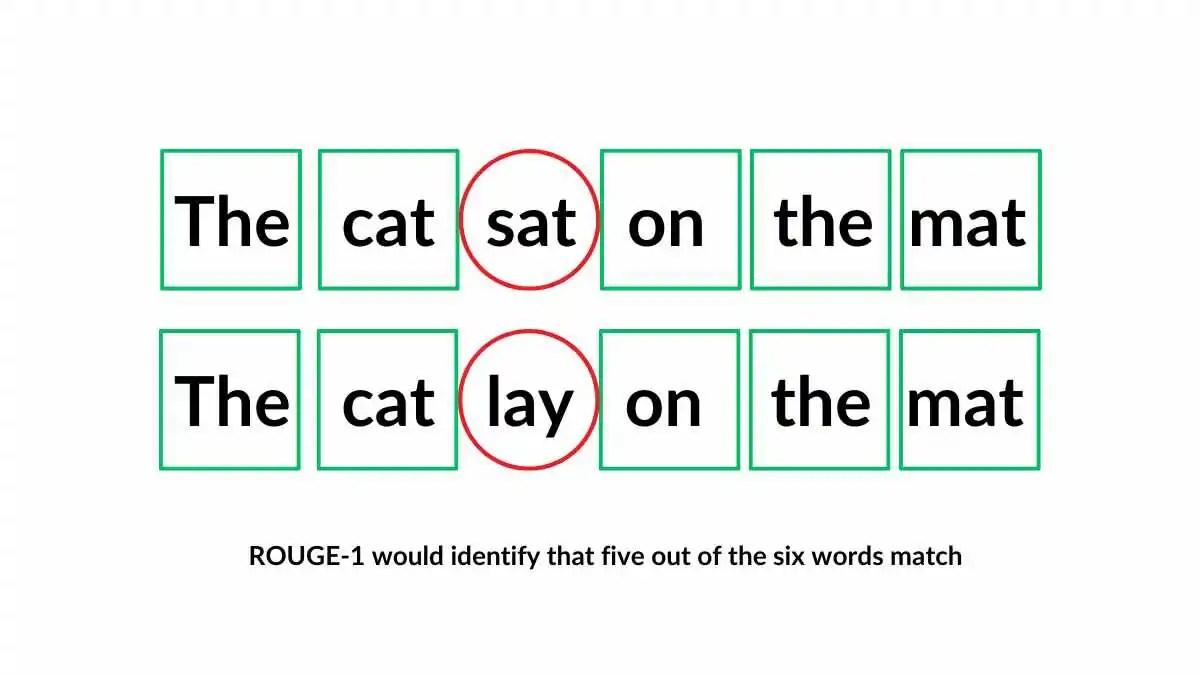 The cat sat on the mat
The cat lay on the mat
ROUGE-1 would identify that five out of the six words match